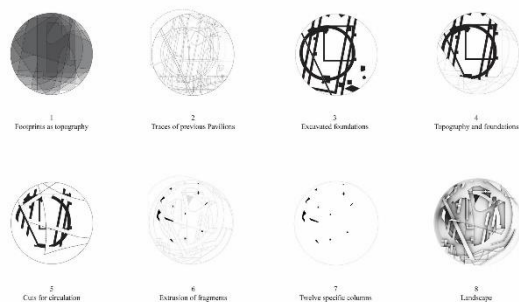 1
Footprints as topography
2
Traces of previous Pavilions
3
Excavated foundations
4
Topography and foundations
5
Cuts for circulation
6
Extrusion of fragments
7
Twelve specific columns
8
Landscape